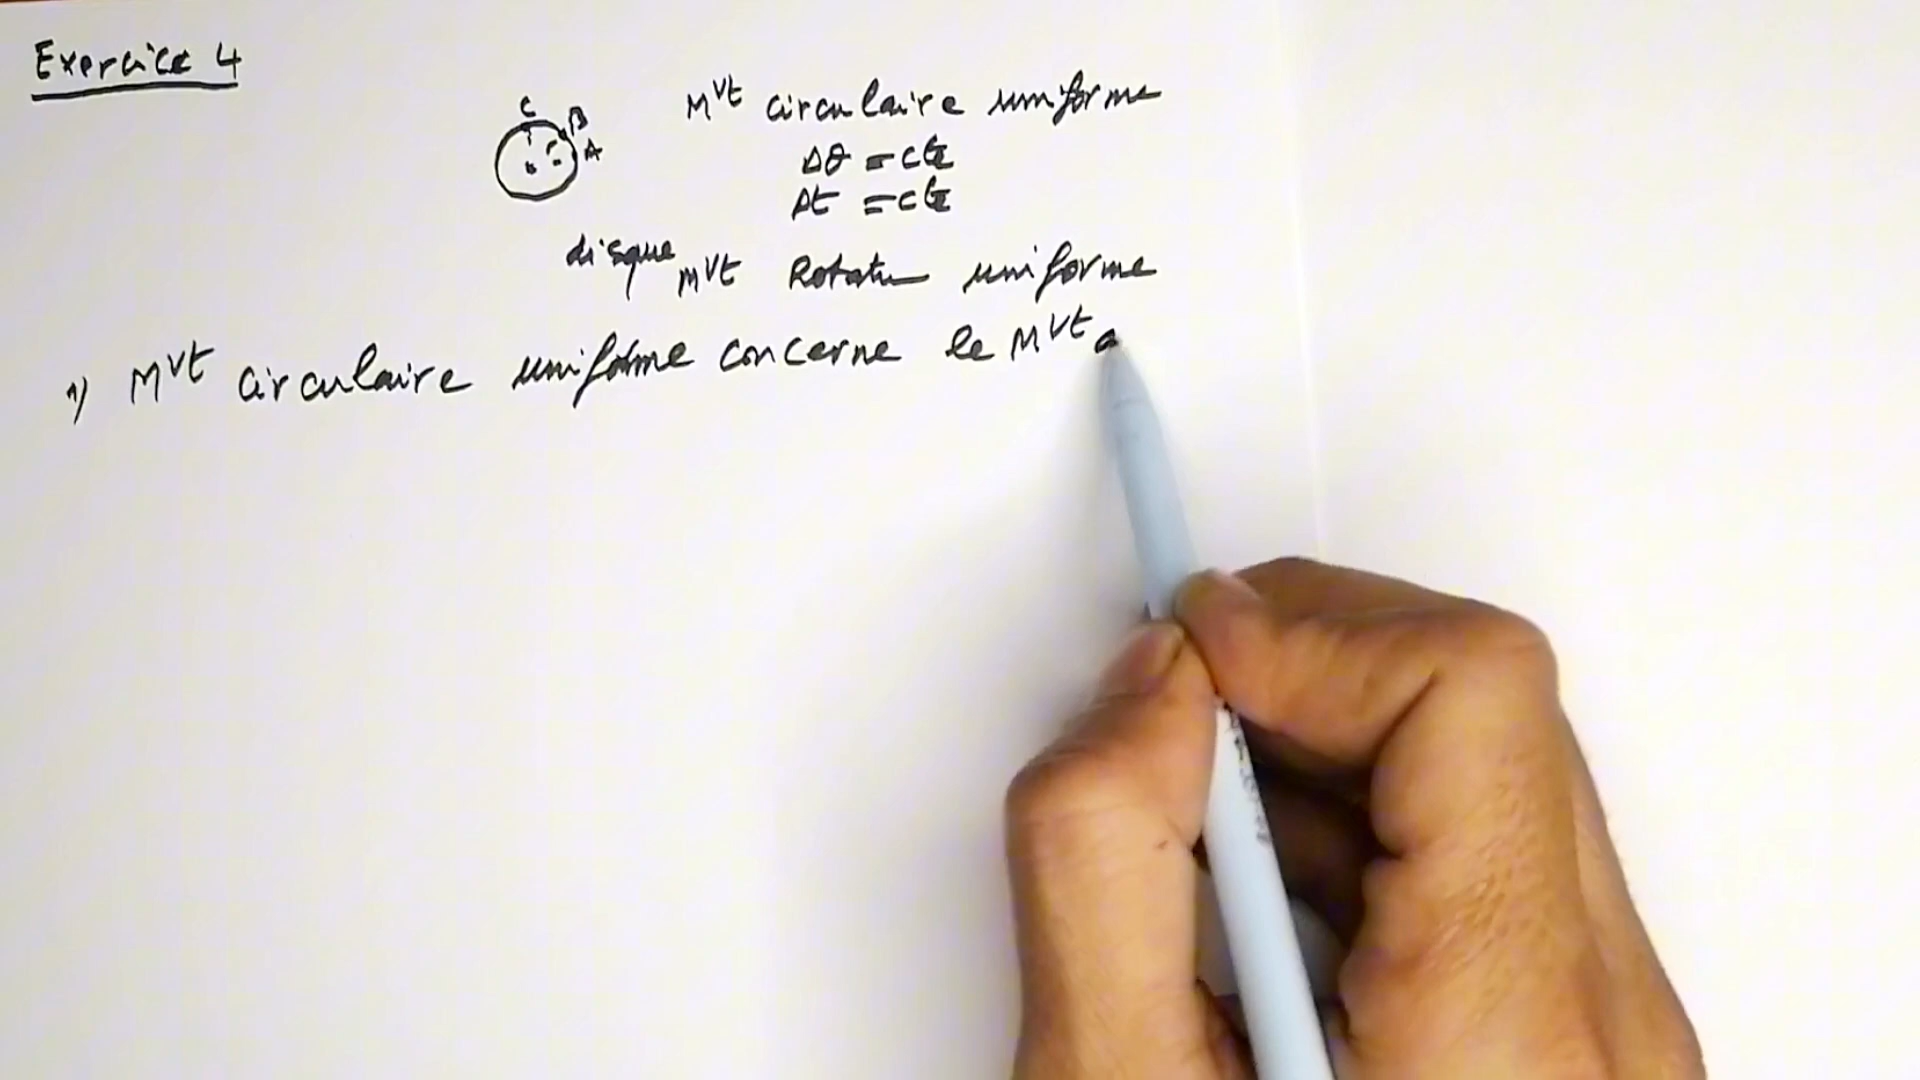 Exercice 4
C
B
A
Mvt circulaire uniforme
Δθ = cte
Δt = cte
disque Mvt Rotation uniforme
1) Mvt circulaire uniforme concerne le Mvt